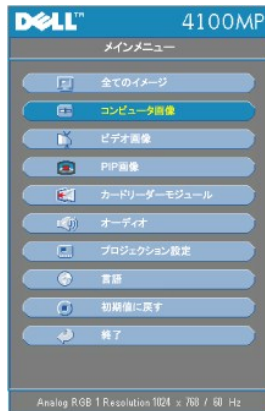 DELL™ 4100MP
メインメニュー
全てのイメージ
コンピュータ画像
ビデオ画像
PIP画像
カードリーダーモジュール
オーディオ
プロジェクション設定
言語
初期値に戻す
終了
Analog RGB 1 Resolution 1024 x 768 / 60 Hz